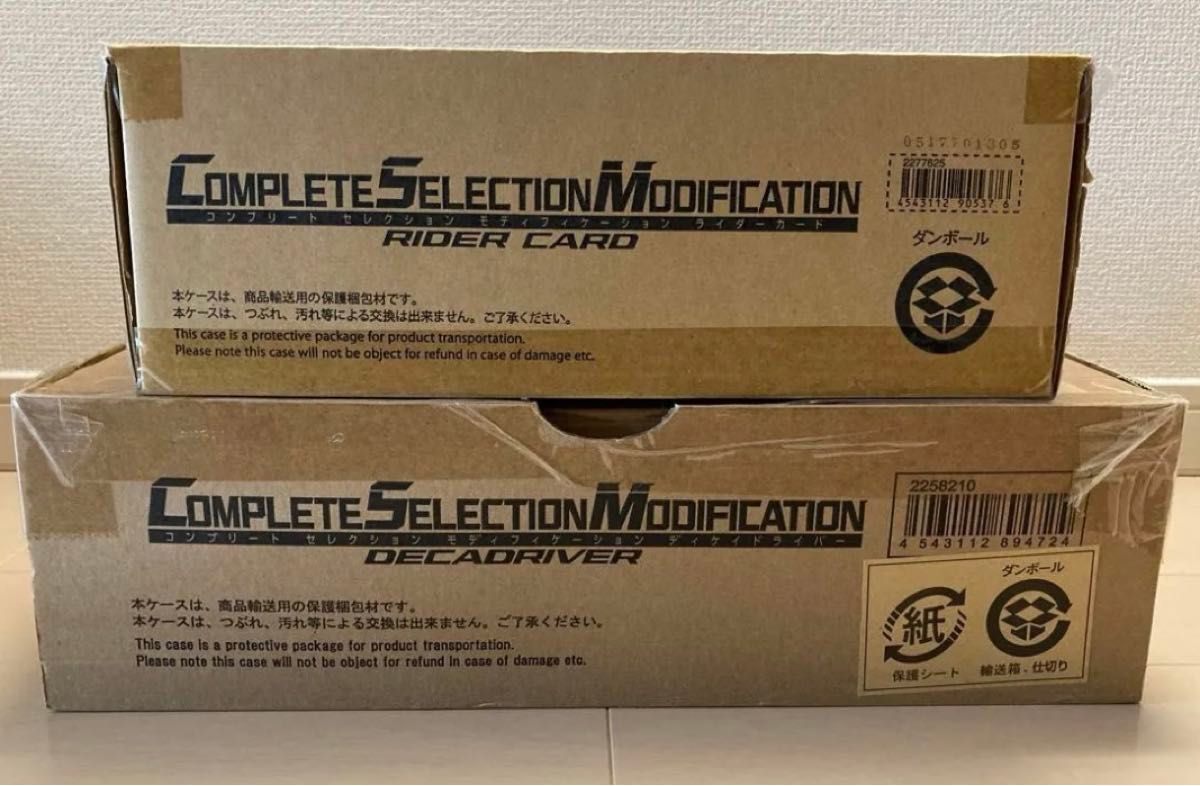 COMPLETE SELECTION MODIFICATION
コンプリート セレクション モディフィケーション ライダーカード
RIDER CARD
本ケースは、商品輸送用の保護梱包材です。
本ケースは、つぶれ、汚れ等による交換は出来ません。ご了承ください。
This case is a protective package for product transportation.
Please note this case will not be object for refund in case of damage etc.
2277625
4543112 90537 6
ダンボール
COMPLETE SELECTION MODIFICATION
コンプリート セレクション モディフィケーション ディケイドライバー
DECADRIVER
本ケースは、商品輸送用の保護梱包材です。
本ケースは、つぶれ、汚れ等による交換は出来ません。ご了承ください。
This case is a protective package for product transportation.
Please note this case will not be object for refund in case of damage etc.
2258210
4 543112 894724
紙
保護シート
ダンボール
輸送箱、仕切り